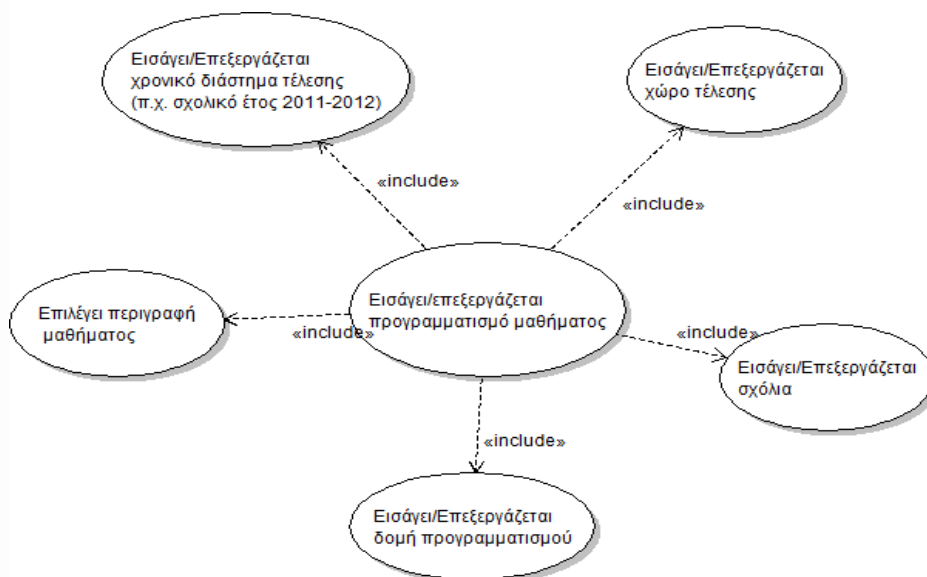 Εισάγει/Επεξεργάζεται
χρονικό διάστημα τέλεσης
(π.χ. σχολικό έτος 2011-2012)
Εισάγει/Επεξεργάζεται
χώρο τέλεσης
«include»
«include»
Επιλέγει περιγραφή
μαθήματος
«include»
Εισάγει/επεξεργάζεται
προγραμματισμό μαθήματος
«include»
Εισάγει/Επεξεργάζεται
σχόλια
«include»
Εισάγει/Επεξεργάζεται
δομή προγραμματισμού